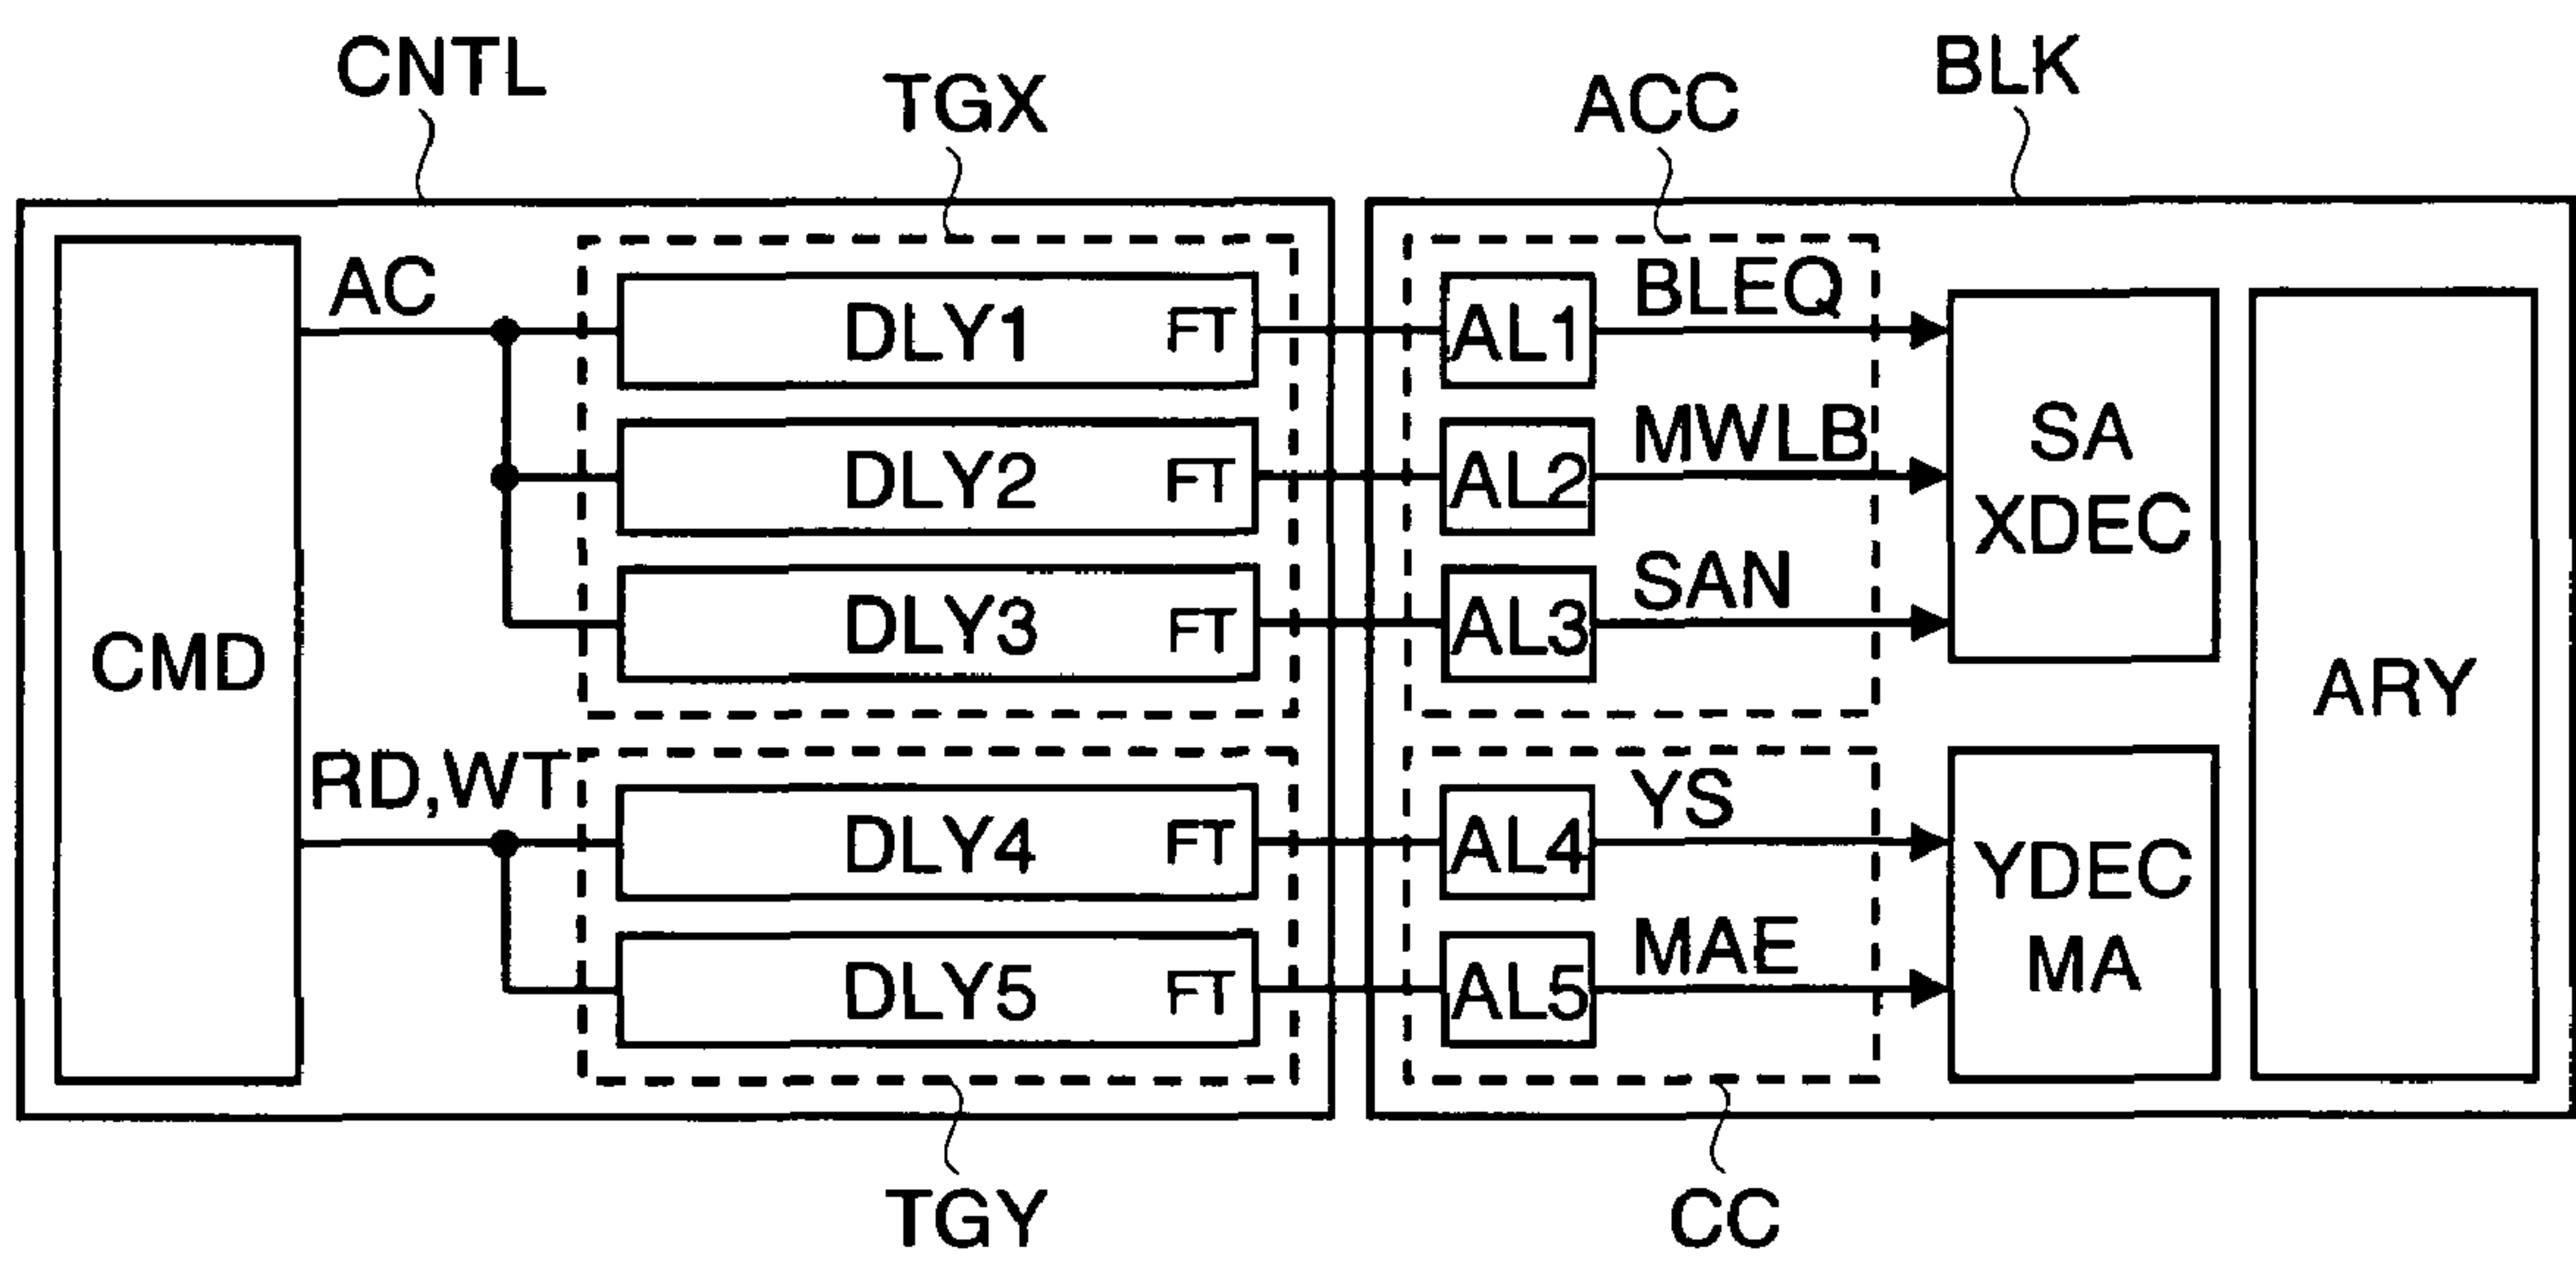 CNTL
TGX
ACC
BLK
AC
DLY1 FT
AL1
BLEQ
DLY2 FT
AL2
MWLB
DLY3 FT
AL3
SAN
SA
XDEC
CMD
ARY
RD,WT
DLY4 FT
AL4
YS
DLY5 FT
AL5
MAE
YDEC
MA
TGY
CC